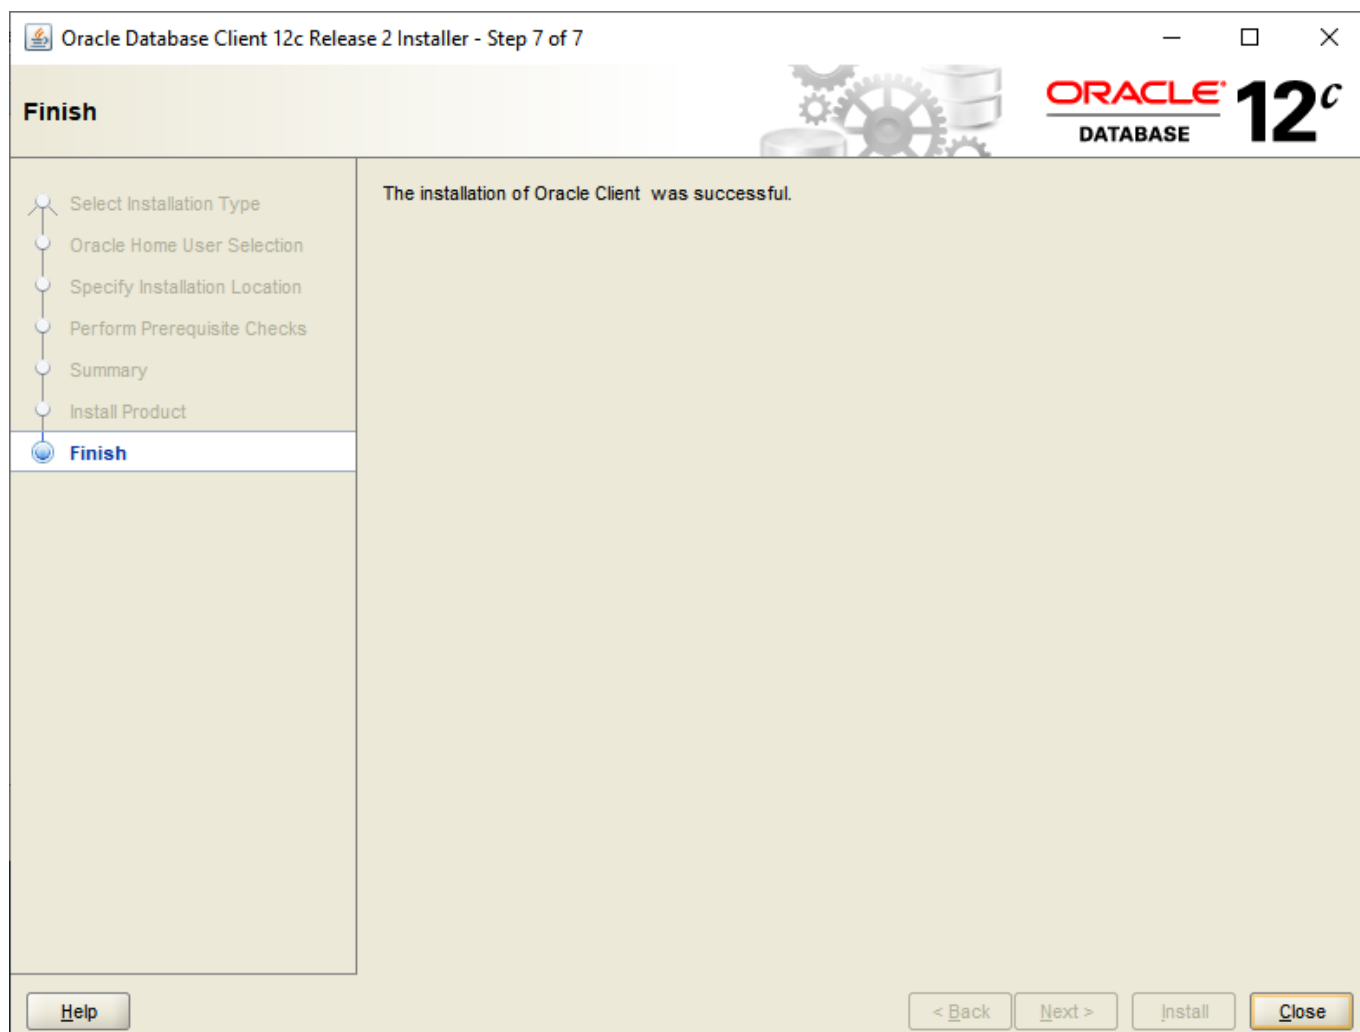 Oracle Database Client 12c Release 2 Installer - Step 7 of 7
Finish
ORACLE
DATABASE
12c
Select Installation Type
Oracle Home User Selection
Specify Installation Location
Perform Prerequisite Checks
Summary
Install Product
Finish
The installation of Oracle Client  was successful.
Help
< Back
Next >
Install
Close